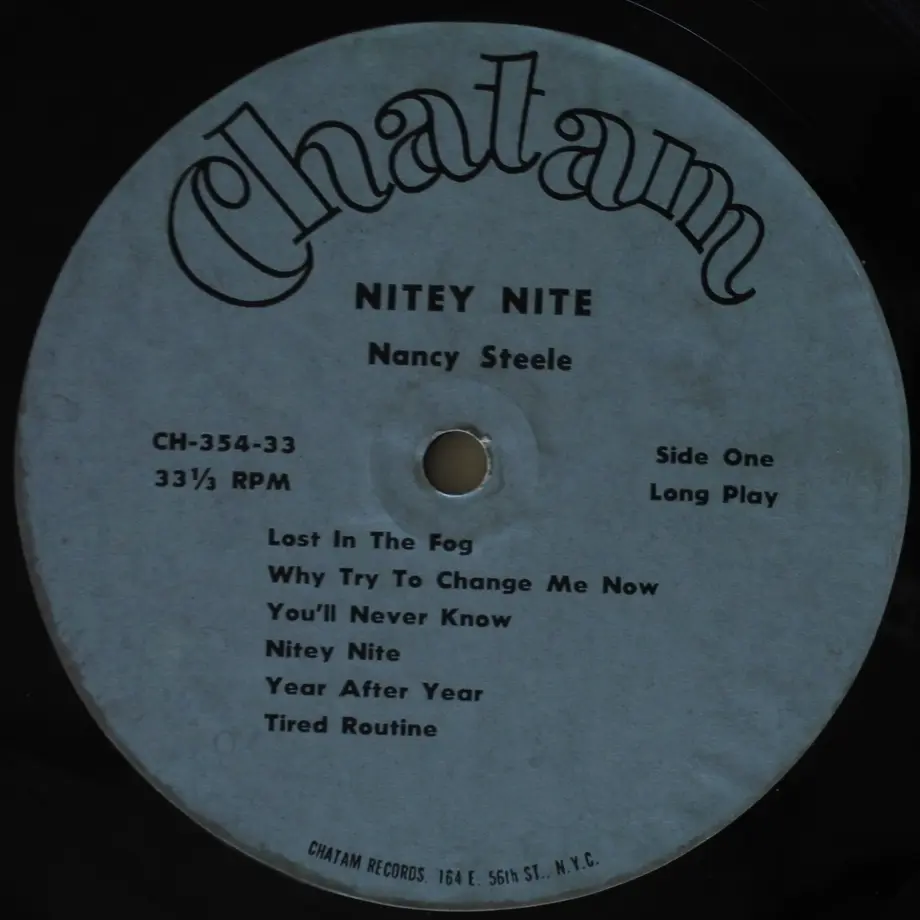 Chatam
NITEY NITE
Nancy Steele
CH-354-33
33⅓ RPM
Side One
Long Play
Lost In The Fog
Why Try To Change Me Now
You'll Never Know
Nitey Nite
Year After Year
Tired Routine
CHATAM RECORDS. 164 E. 56th ST., N.Y.C.